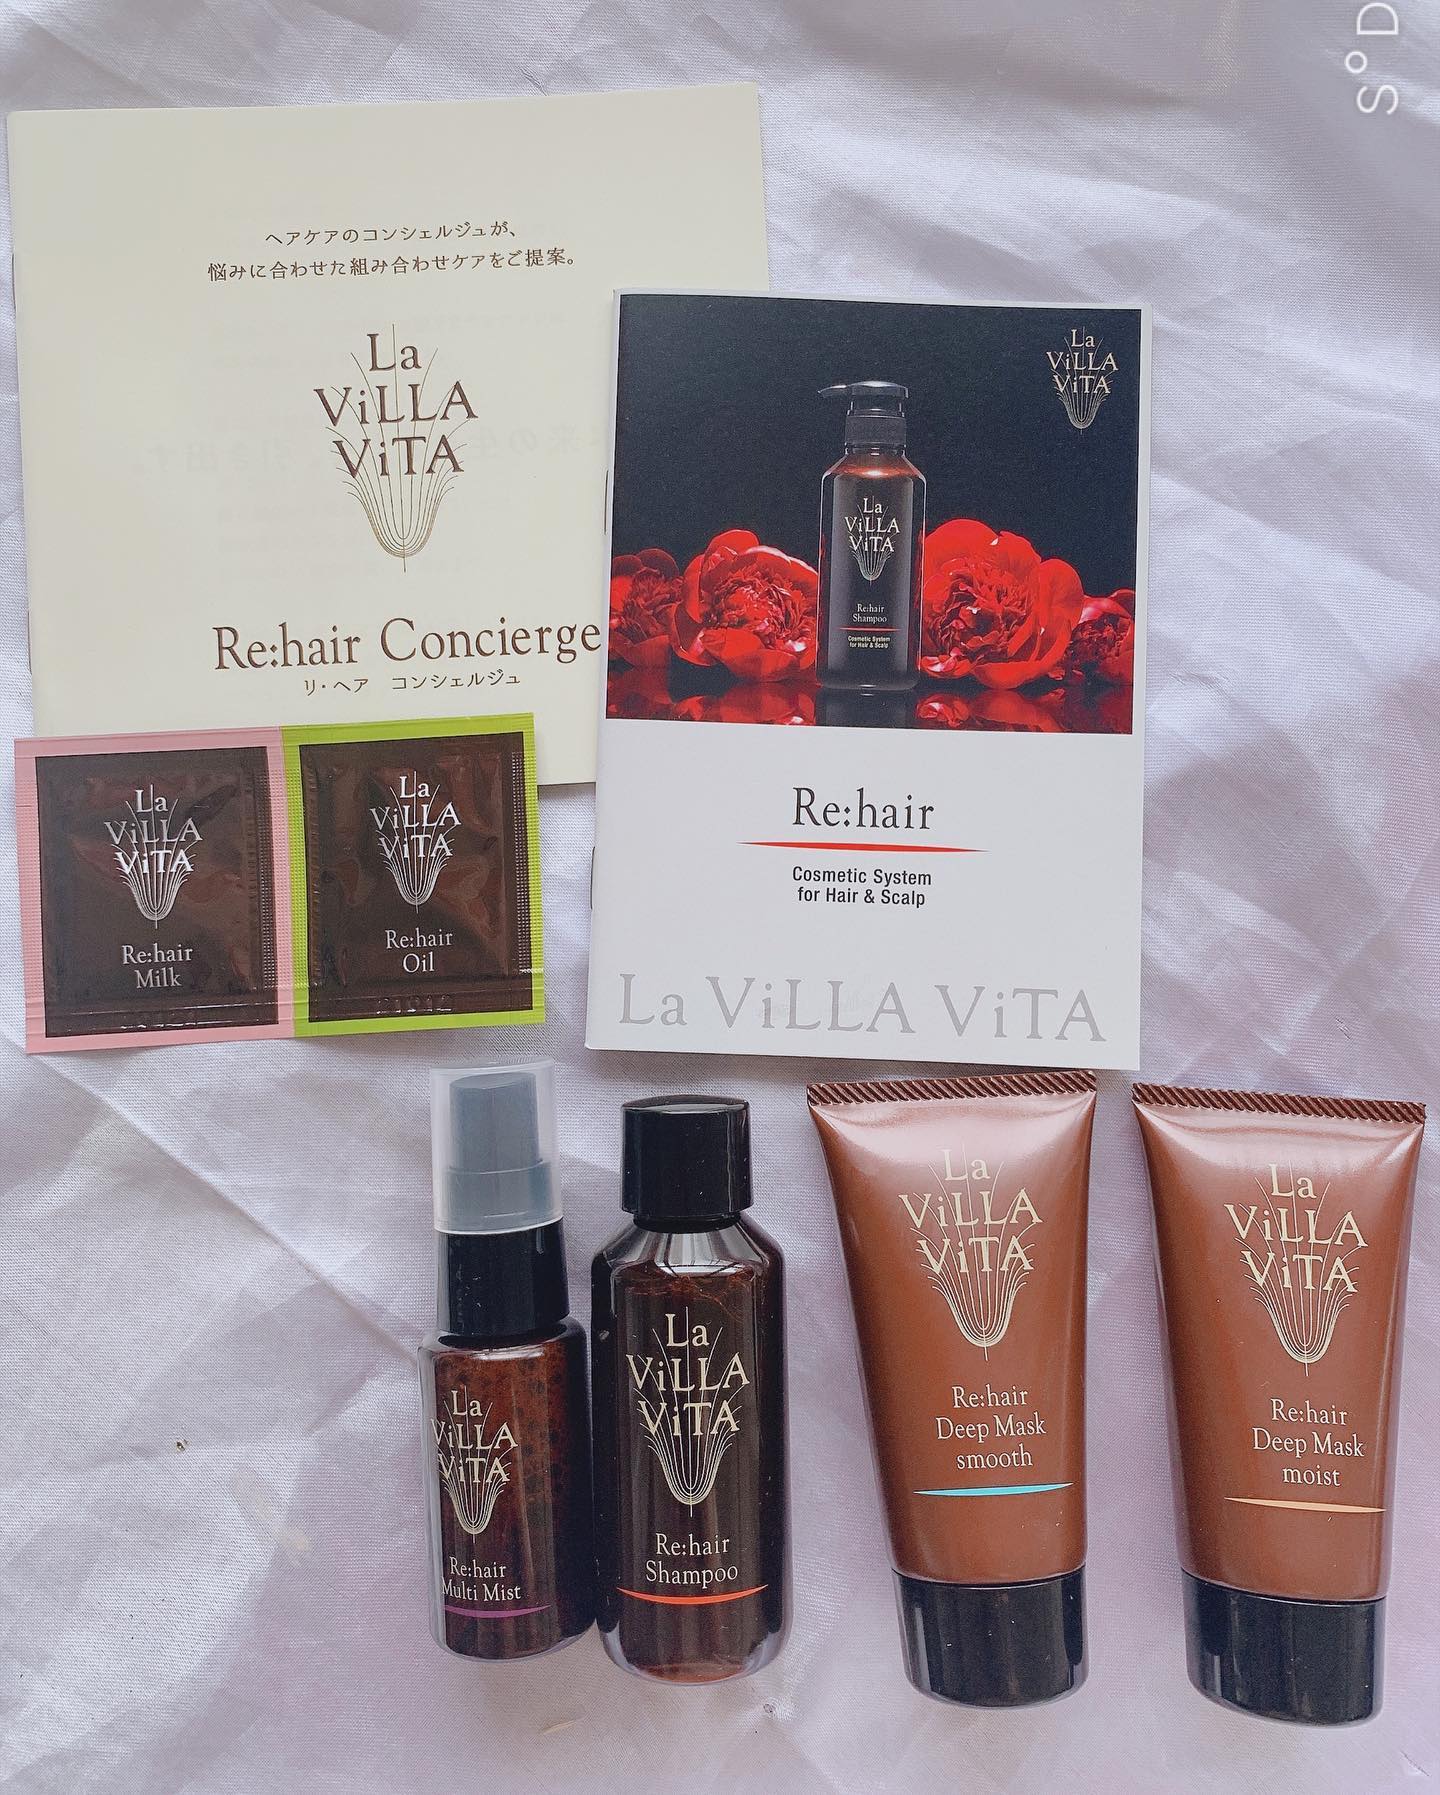 S°D
ヘアケアのコンシェルジュが、
悩みに合わせた組み合わせケアをご提案。
La
ViLLA
ViTA
Re:hair Concierge
リ・ヘア コンシェルジュ
La
ViLLA
ViTA
La
ViLLA
ViTA
Re:hair
Shampoo
Cosmetic System
for Hair & Scalp
Re:hair
Cosmetic System
for Hair & Scalp
La ViLLA ViTA
La
ViLLA
ViTA
Re:hair
Milk
La
ViLLA
ViTA
Re:hair
Oil
La
ViLLA
ViTA
Re:hair
Multi Mist
La
ViLLA
ViTA
Re:hair
Shampoo
La
ViLLA
ViTA
Re:hair
Deep Mask
smooth
La
ViLLA
ViTA
Re:hair
Deep Mask
moist